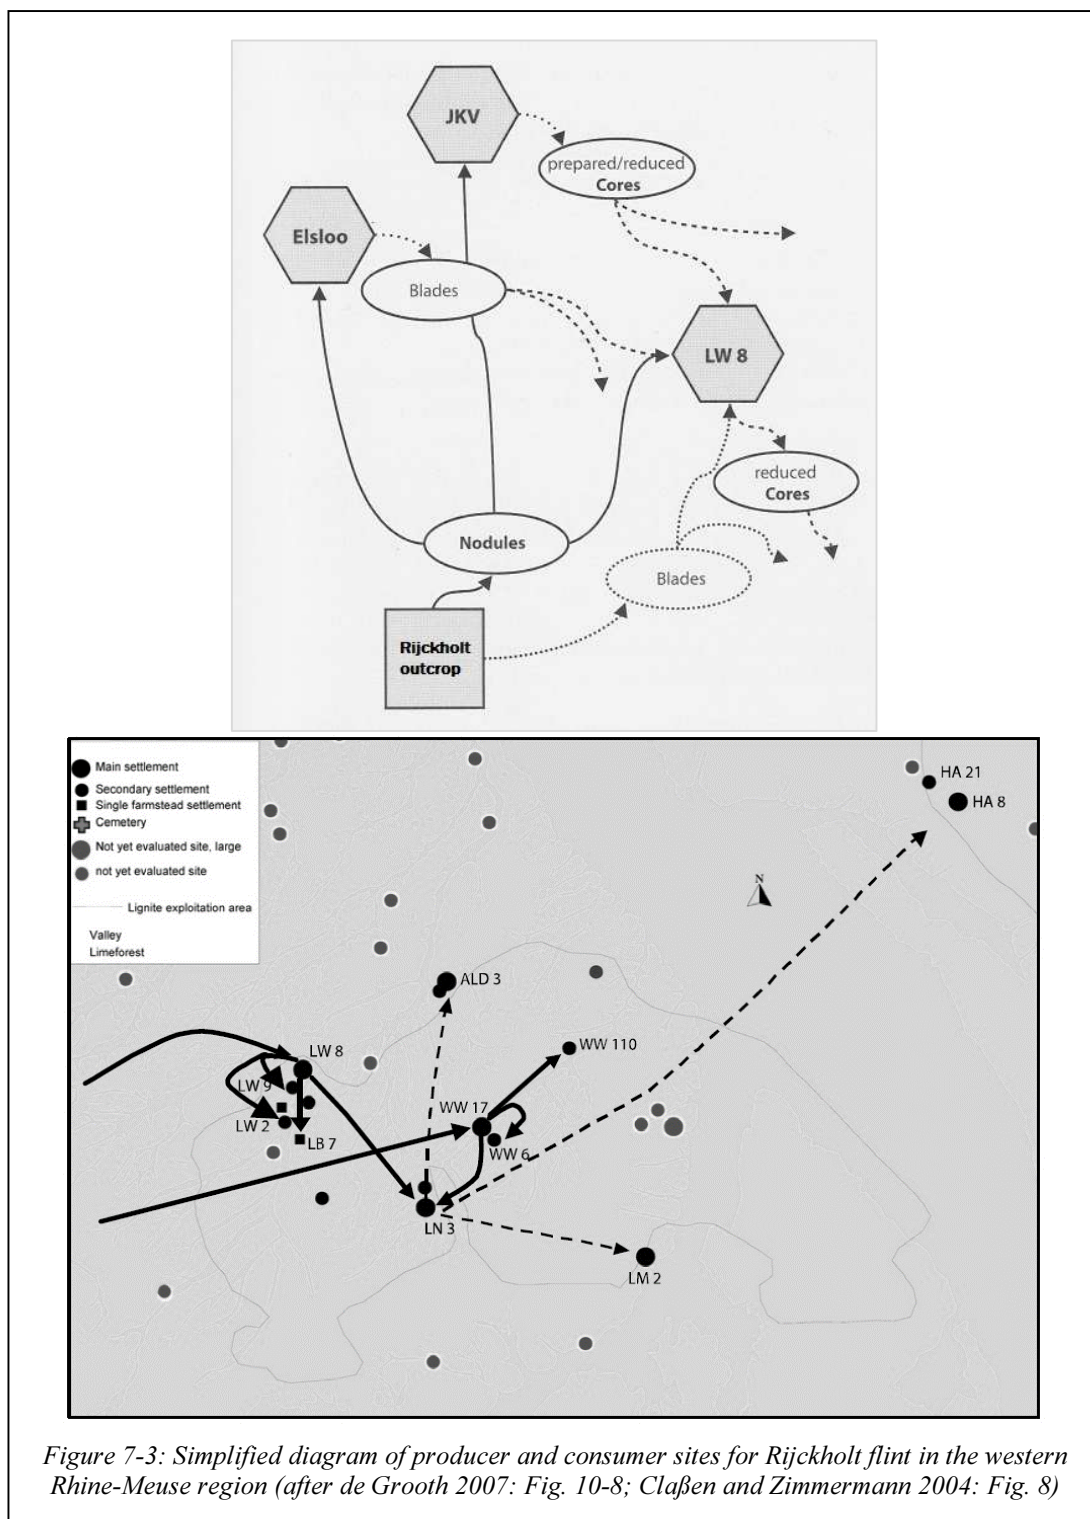 JKV
prepared/reduced
Cores
Elsloo
Blades
LW 8
reduced
Cores
Nodules
Blades
Rijckholt
outcrop
Main settlement
Secondary settlement
Single farmstead settlement
Cemetery
Not yet evaluated site, large
not yet evaluated site
Lignite exploitation area
Valley
Limeforest
HA 21
HA 8
N
ALD 3
LW 8
WW 110
LW 9
WW 17
LW 2
LB 7
WW 6
LN 3
LM 2
Figure 7-3: Simplified diagram of producer and consumer sites for Rijckholt flint in the western
Rhine-Meuse region (after de Grooth 2007: Fig. 10-8; Claßen and Zimmermann 2004: Fig. 8)